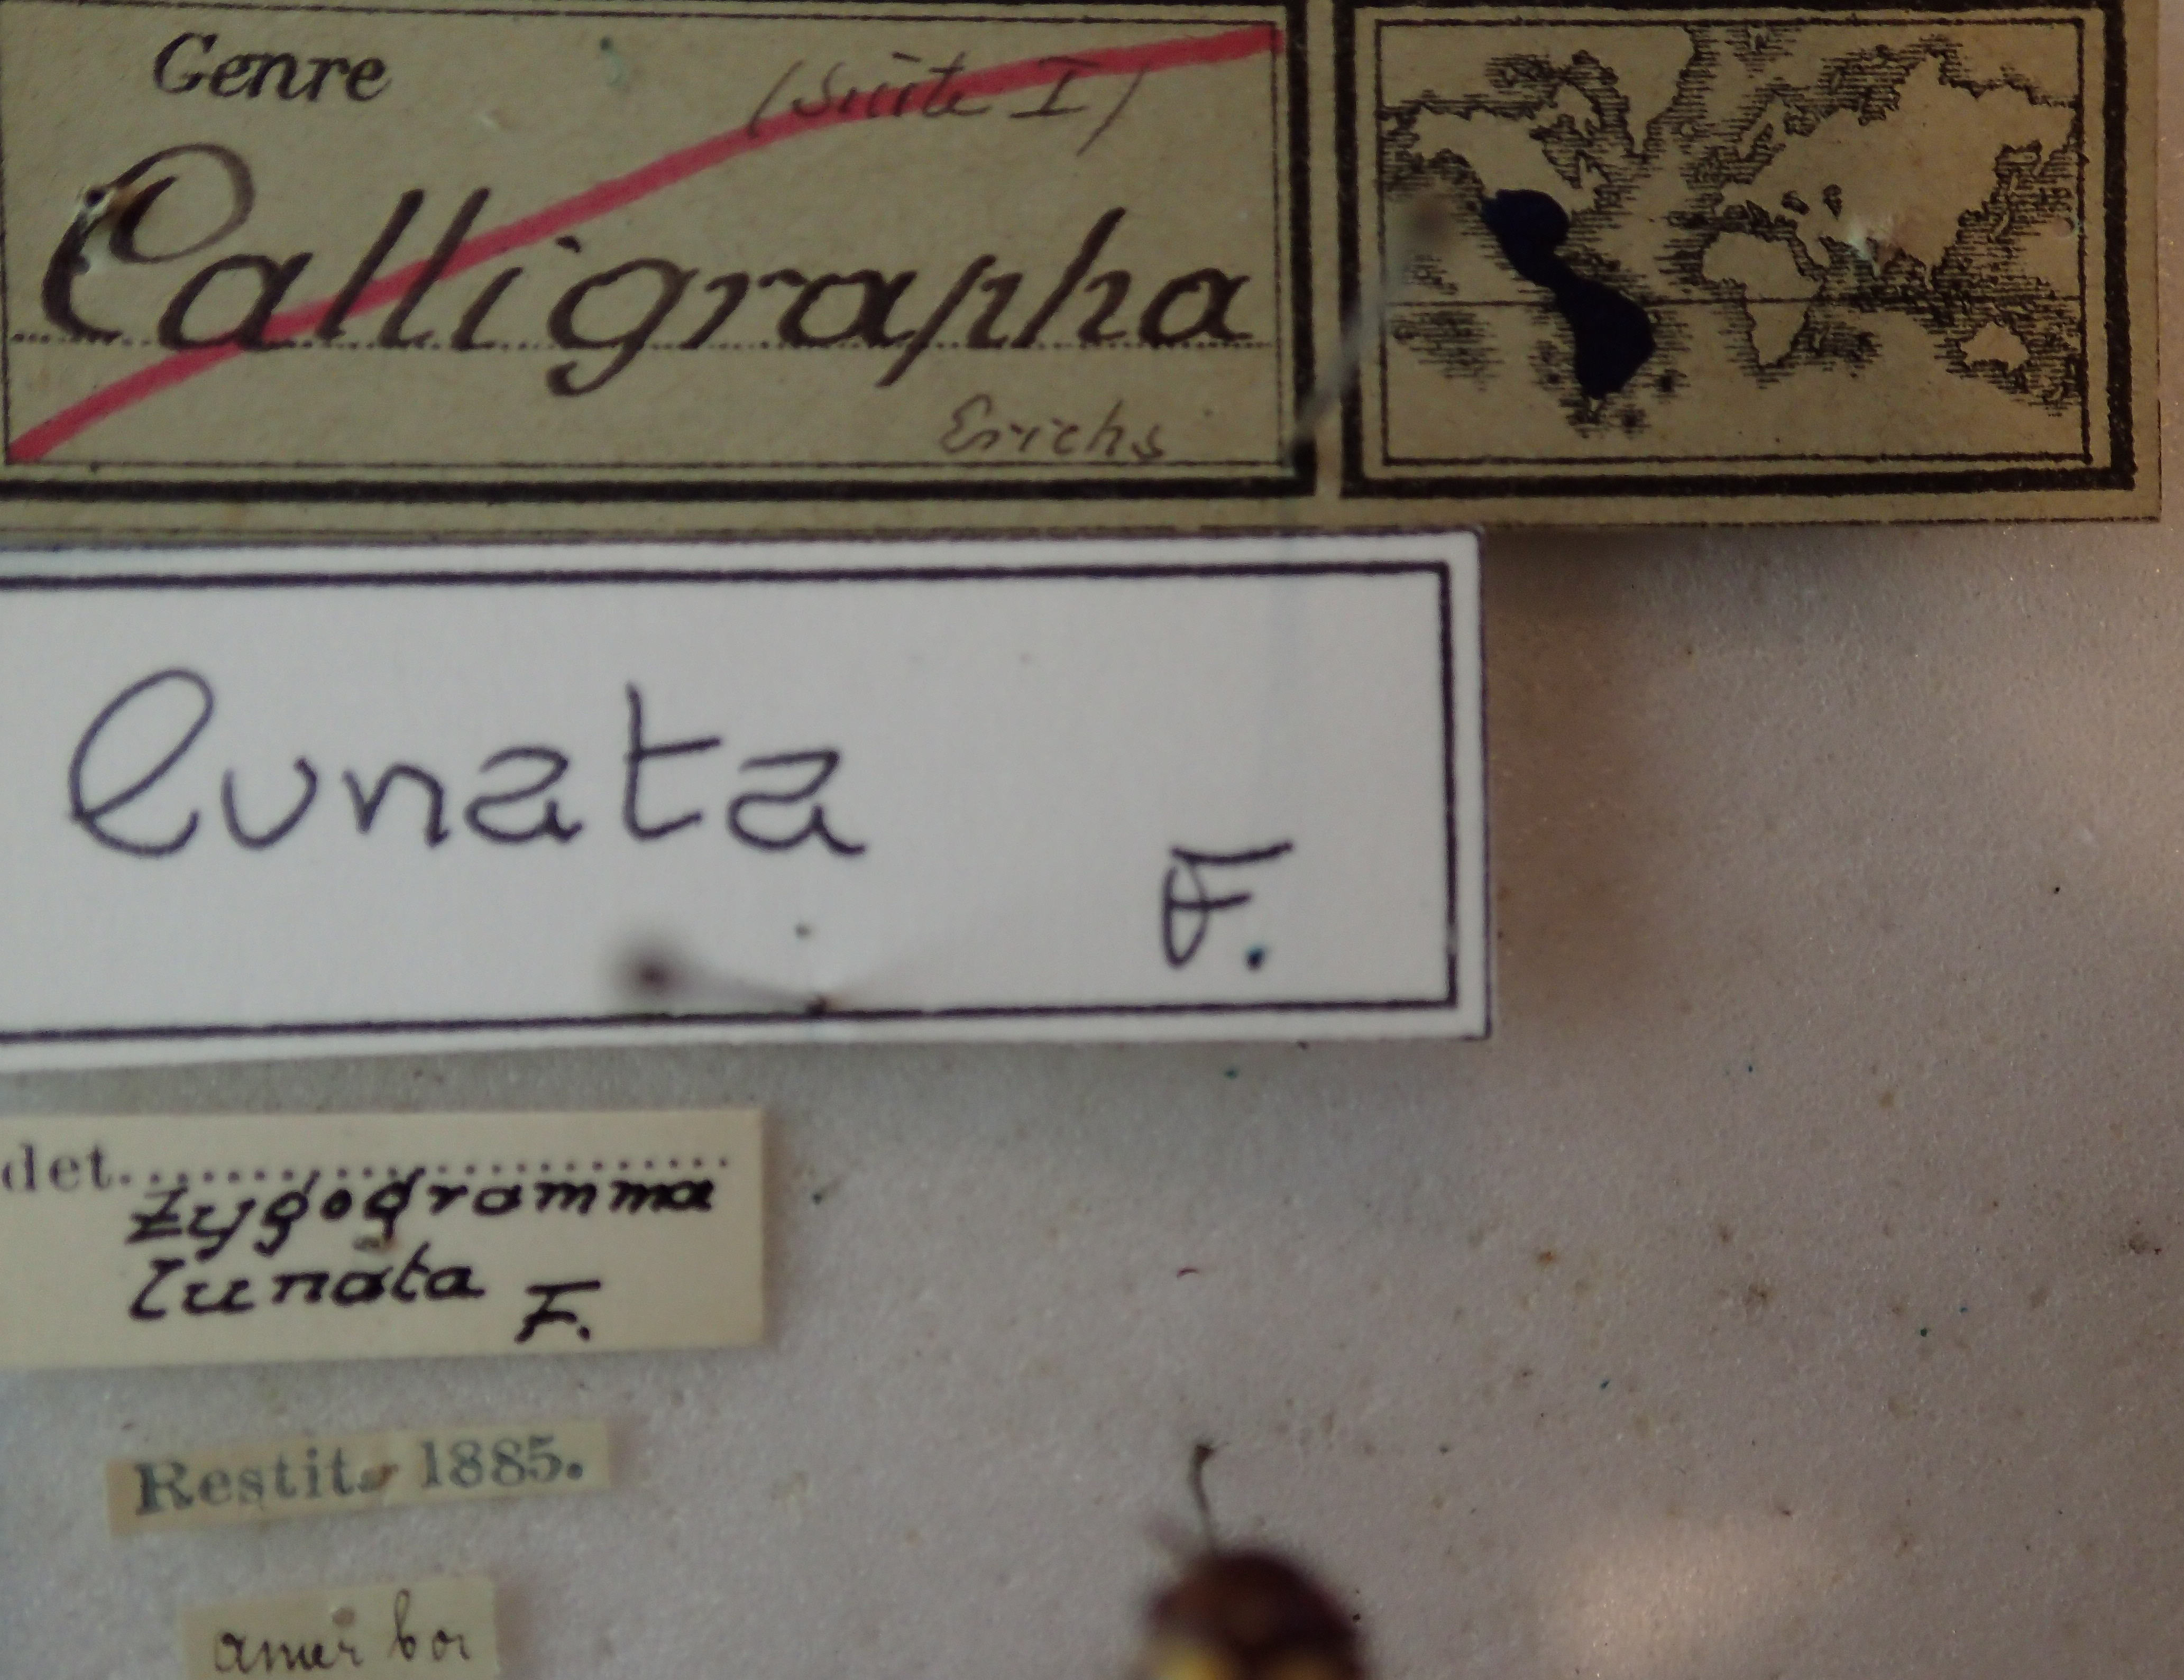 Genre
(Suite I)
Calligrapha
Erichs
lunata
F.
det.
Zygogramma
lunata F.
Restit. 1885.
amer bor